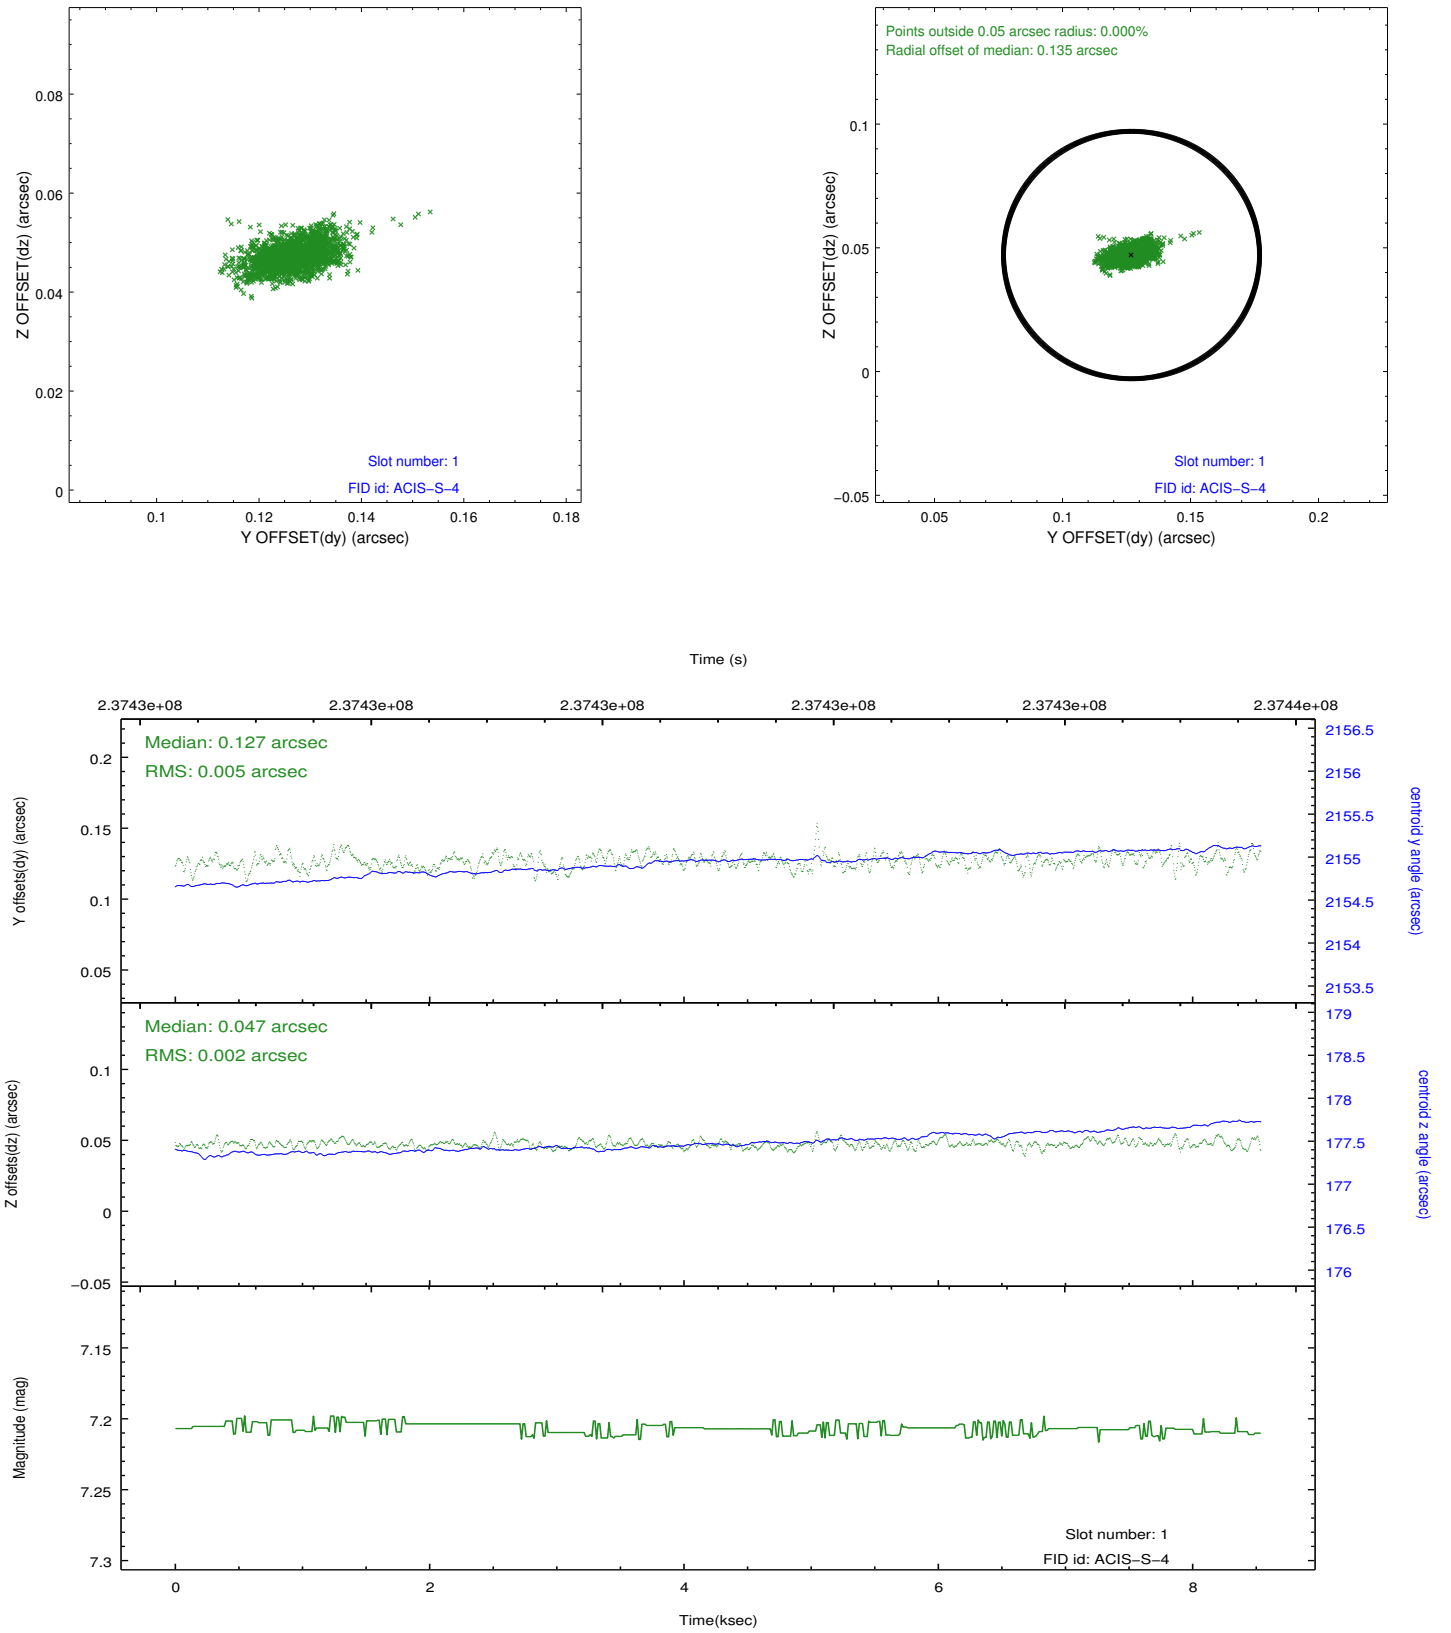 0.08
0.06
0.04
0.02
0
Z OFFSET(dz) (arcsec)
Slot number: 1
FID id: ACIS−S−4
0.1 0.12 0.14 0.16 0.18
Y OFFSET(dy) (arcsec)
Points outside 0.05 arcsec radius: 0.000%
Radial offset of median: 0.135 arcsec
0.1
0.05
0
−0.05
Z OFFSET(dz) (arcsec)
Slot number: 1
FID id: ACIS−S−4
0.05 0.1 0.15 0.2
Y OFFSET(dy) (arcsec)
Time (s)
2.3743e+08 2.3743e+08 2.3743e+08 2.3743e+08 2.3743e+08 2.3744e+08
Median: 0.127 arcsec
RMS: 0.005 arcsec
0.2
0.15
0.1
0.05
Y offsets(dy) (arcsec)
2156.5
2156
2155.5
2155
2154.5
2154
2153.5
centroid y angle (arcsec)
Median: 0.047 arcsec
RMS: 0.002 arcsec
0.1
0.05
0
−0.05
Z offsets(dz) (arcsec)
179
178.5
178
177.5
177
176.5
176
centroid z angle (arcsec)
7.15
7.2
7.25
7.3
Magnitude (mag)
Slot number: 1
FID id: ACIS−S−4
0 2 4 6 8
Time(ksec)